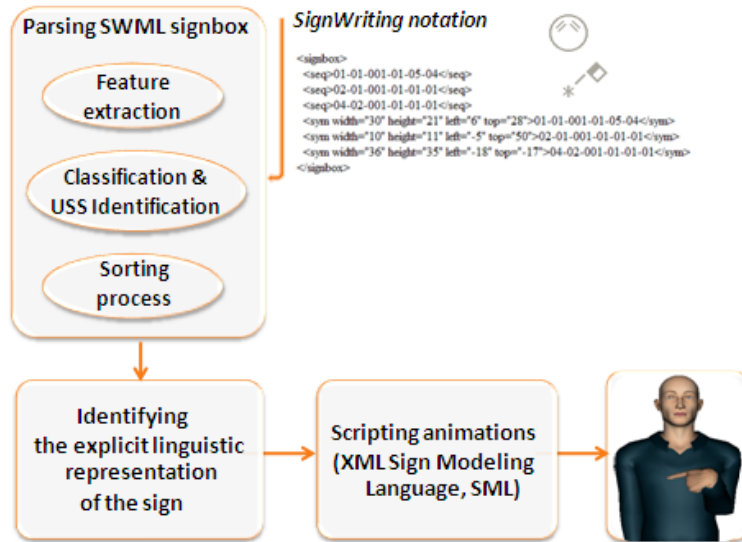 Parsing SWML signbox
Feature
extraction
Classification &
USS Identification
Sorting
process
SignWriting notation
<signbox>
<seq>01-01-001-01-05-04</seq>
<seq>02-01-001-01-01-01</seq>
<seq>04-02-001-01-01-01</seq>
<sym width="30" height="21" left="6" top="28">01-01-001-01-05-04</sym>
<sym width="10" height="11" left="-5" top="50">02-01-001-01-01-01</sym>
<sym width="36" height="35" left="-18" top="-17">04-02-001-01-01-01</sym>
</signbox>
Identifying
the explicit linguistic
representation
of the sign
Scripting animations
(XML Sign Modeling
Language, SML)